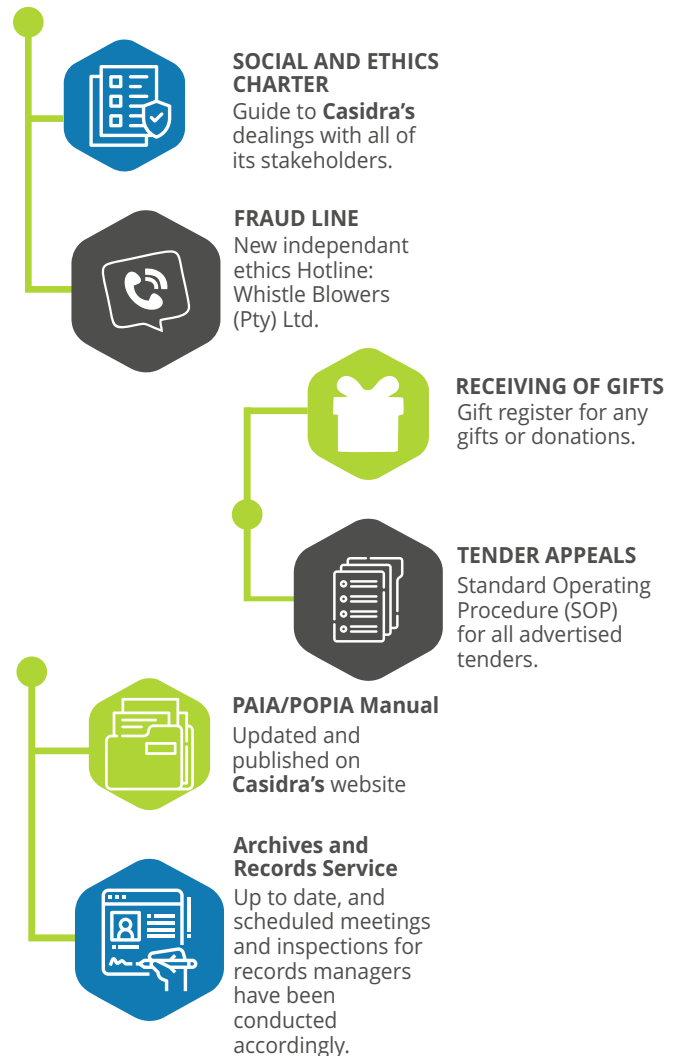 SOCIAL AND ETHICS
CHARTER
Guide to Casidra's
dealings with all of
its stakeholders.
FRAUD LINE
New independant
ethics Hotline:
Whistle Blowers
(Pty) Ltd.
RECEIVING OF GIFTS
Gift register for any
gifts or donations.
TENDER APPEALS
Standard Operating
Procedure (SOP)
for all advertised
tenders.
PAIA/POPIA Manual
Updated and
published on
Casidra's website
Archives and
Records Service
Up to date, and
scheduled meetings
and inspections for
records managers
have been
conducted
accordingly.